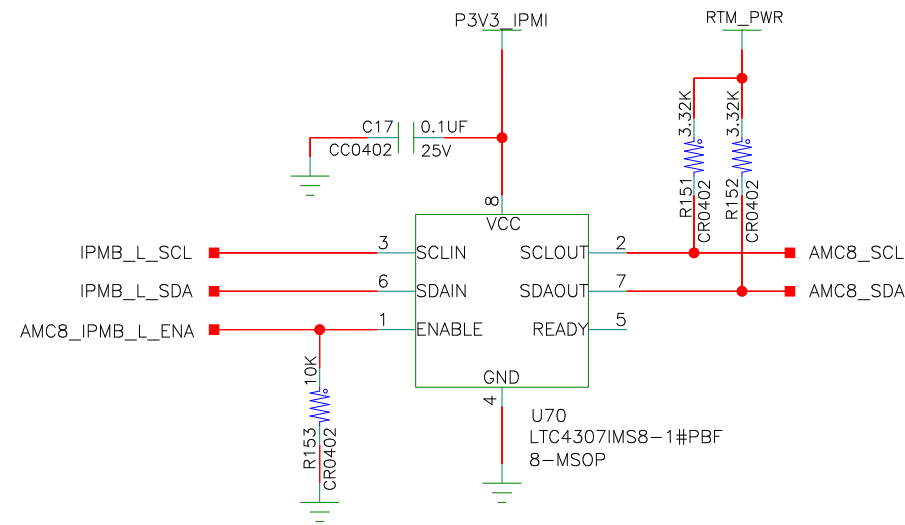 P3V3_IPMI
RTM_PWR
C17
0.1UF
CC0402
25V
3.32K
3.32K
R151
CR0402
R152
CR0402
8
VCC
IPMB_L_SCL
3
SCLIN
SCLOUT
2
AMC8_SCL
IPMB_L_SDA
6
SDAIN
SDAOUT
7
AMC8_SDA
AMC8_IPMB_L_ENA
1
ENABLE
READY
5
10K
R153
CR0402
GND
4
U70
LTC4307IMS8-1#PBF
8-MSOP